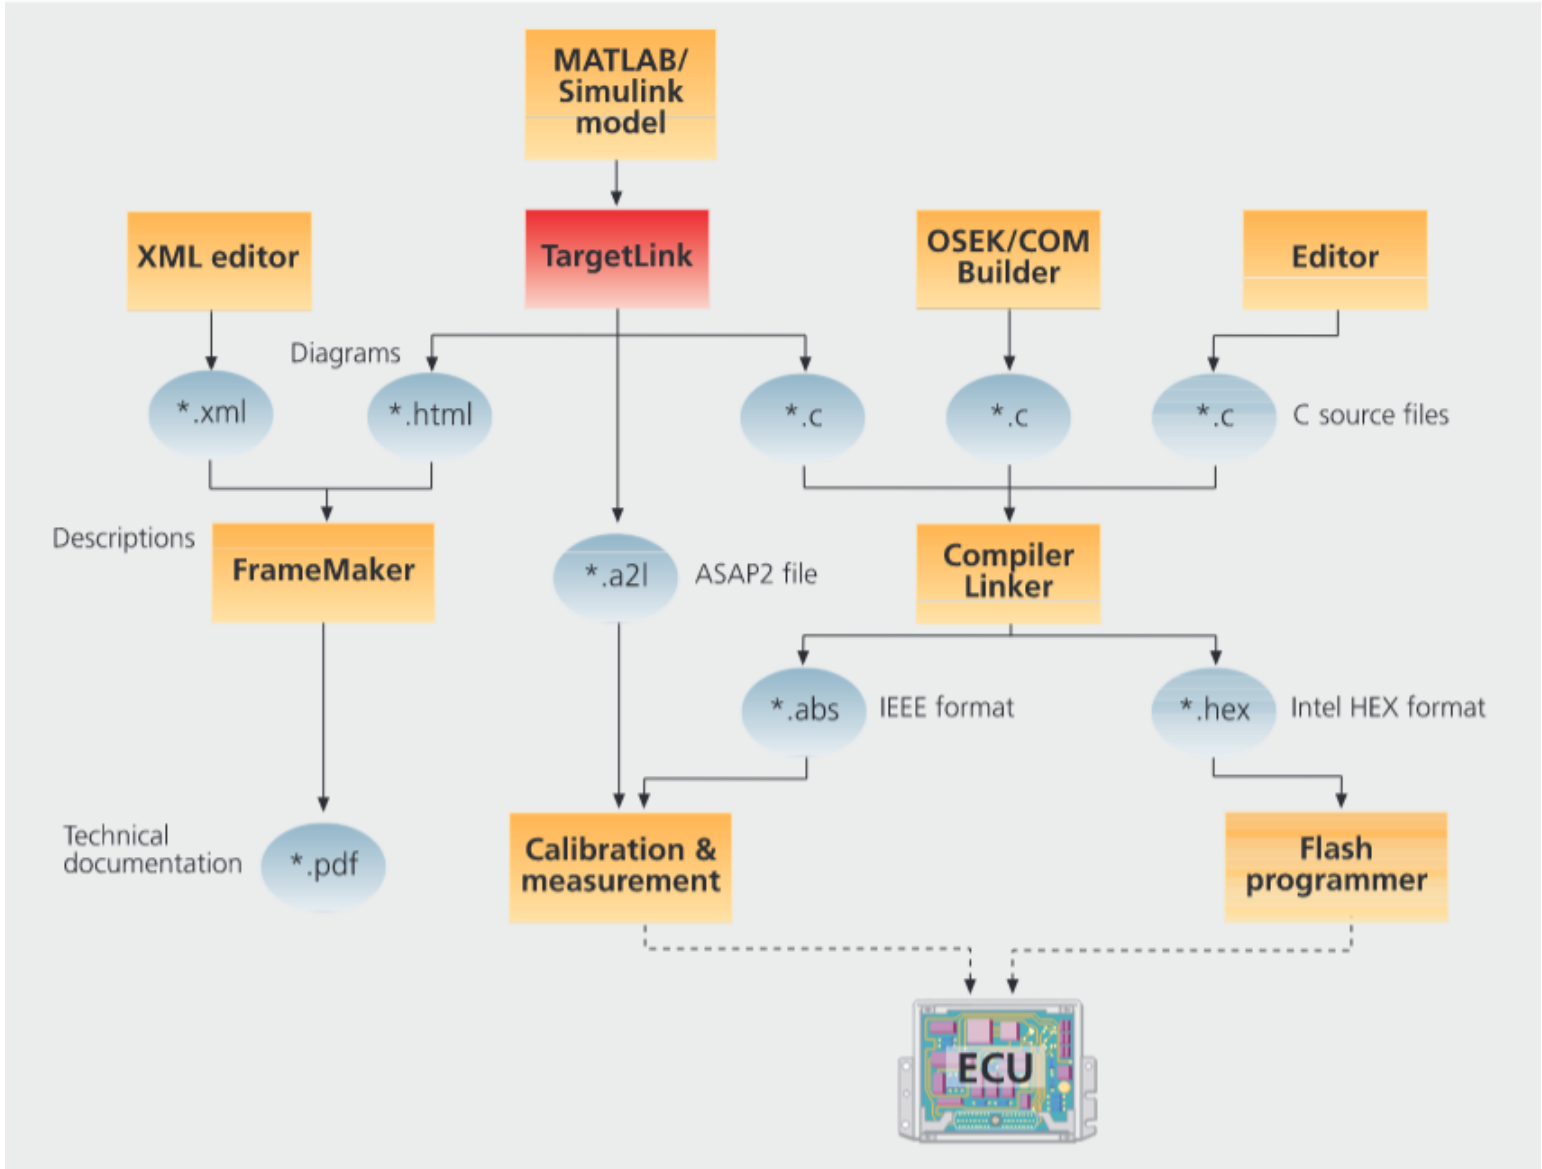 MATLAB/
Simulink
model
XML editor
TargetLink
OSEK/COM
Builder
Editor
Diagrams
*.xml
*.html
*.c
*.c
*.c
C source files
Descriptions
FrameMaker
*.a2l
ASAP2 file
Compiler
Linker
*.abs
IEEE format
*.hex
Intel HEX format
Technical
documentation
*.pdf
Calibration &
measurement
Flash
programmer
ECU